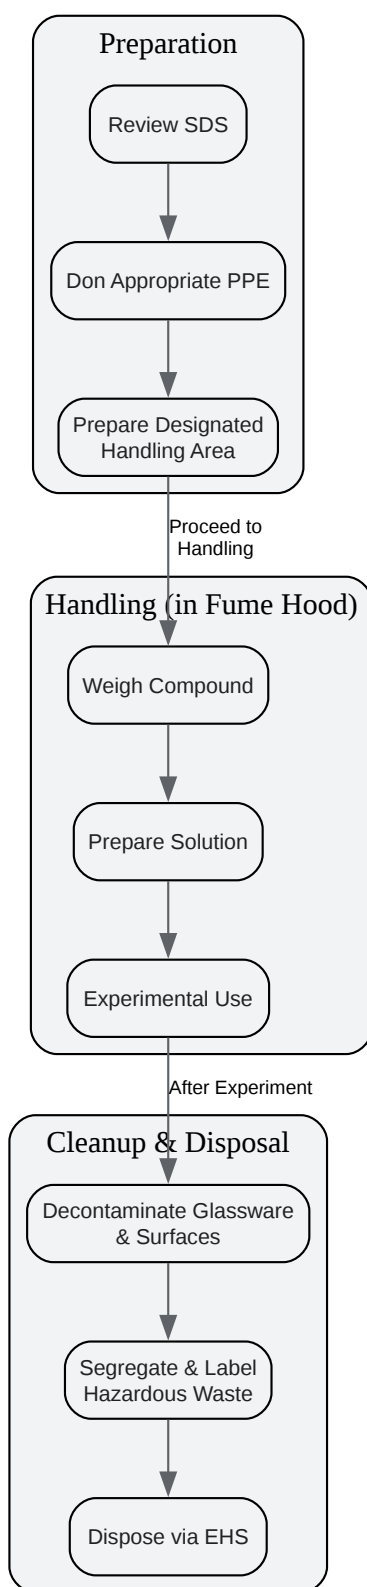 Preparation
Review SDS
Don Appropriate PPE
Prepare Designated
Handling Area
Proceed to
Handling
Handling (in Fume Hood)
Weigh Compound
Prepare Solution
Experimental Use
After Experiment
Cleanup & Disposal
Decontaminate Glassware
& Surfaces
Segregate & Label
Hazardous Waste
Dispose via EHS